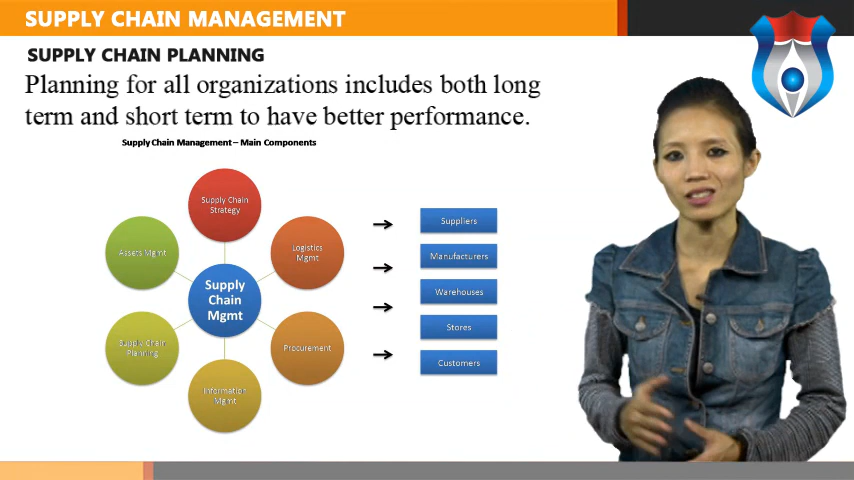 SUPPLY CHAIN MANAGEMENT
SUPPLY CHAIN PLANNING
Planning for all organizations includes both long
term and short term to have better performance.
Supply Chain Management – Main Components
Supply Chain
Strategy
Assets Mgmt
Logistics
Mgmt
Supply
Chain
Mgmt
Supply Chain
Planning
Procurement
Information
Mgmt
Suppliers
Manufacturers
Warehouses
Stores
Customers